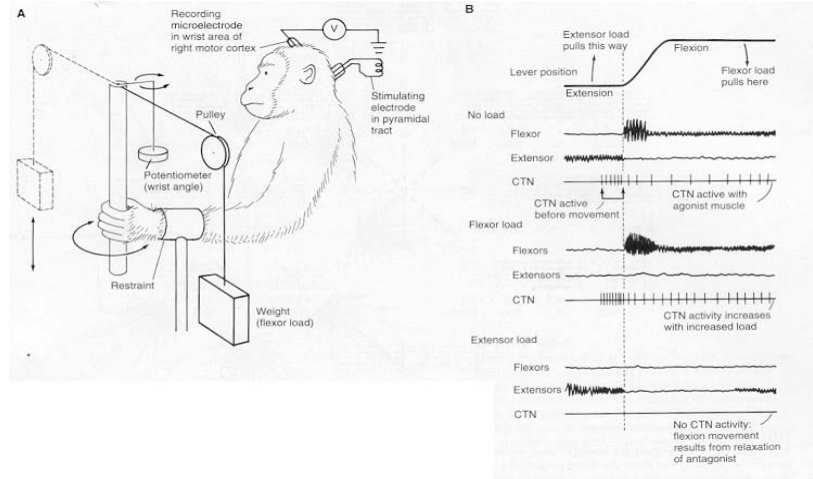 A
Recording
microelectrode
in wrist area of
right motor cortex
V
Stimulating
electrode
in pyramidal
tract
Pulley
Potentiometer
(wrist angle)
Restraint
Weight
(flexor load)
B
Extensor load
pulls this way
Flexion
Lever position
Flexor load
pulls here
Extension
No load
Flexor
Extensor
CTN
CTN active
before movement
CTN active with
agonist muscle
Flexor load
Flexors
Extensors
CTN
CTN activity increases
with increased load
Extensor load
Flexors
Extensors
CTN
No CTN activity:
flexion movement
results from relaxation
of antagonist